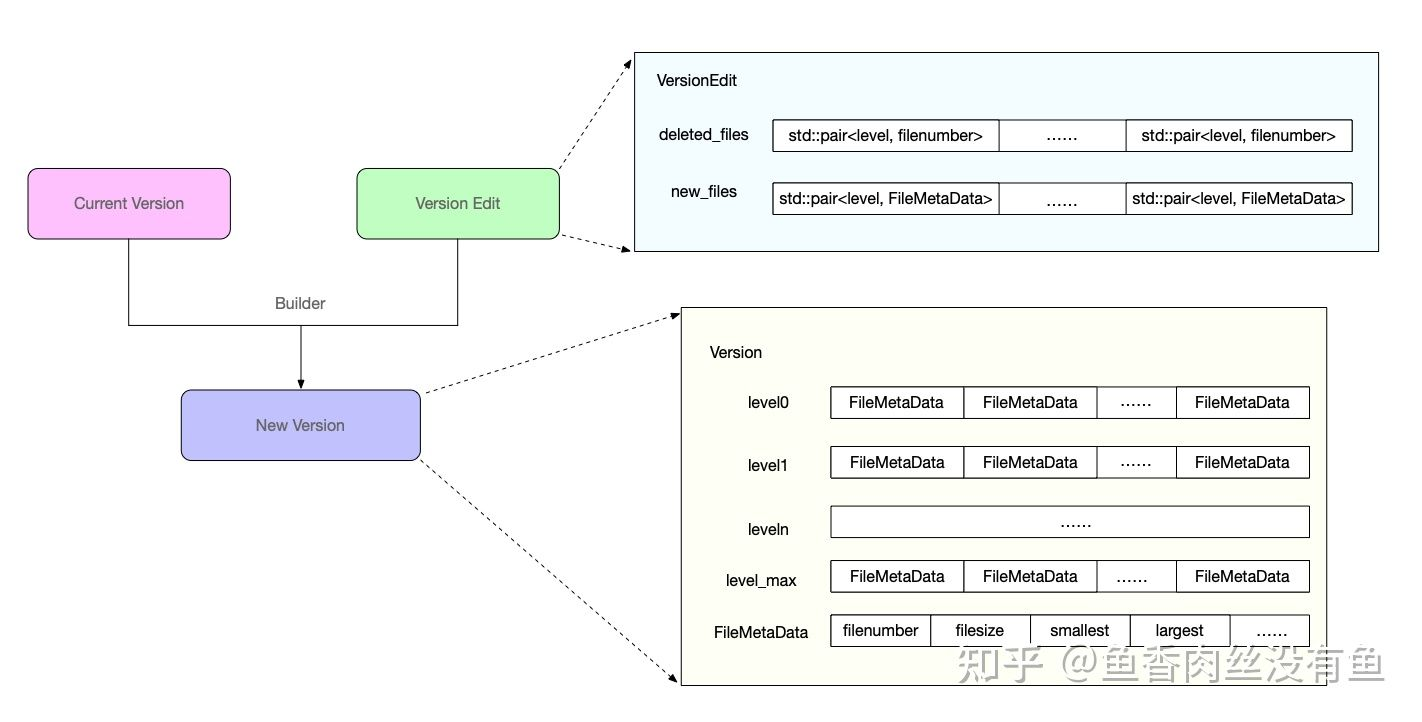 VersionEdit
deleted_files std::pair<level, filenumber> ...... std::pair<level, filenumber>
new_files std::pair<level, FileMetaData> ...... std::pair<level, FileMetaData>
Current Version
Version Edit
Builder
New Version
Version
level0 FileMetaData FileMetaData ...... FileMetaData
level1 FileMetaData FileMetaData ...... FileMetaData
leveln ......
level_max FileMetaData FileMetaData ...... FileMetaData
FileMetaData filenumber filesize smallest largest ......
知乎 @鱼香肉丝没有鱼